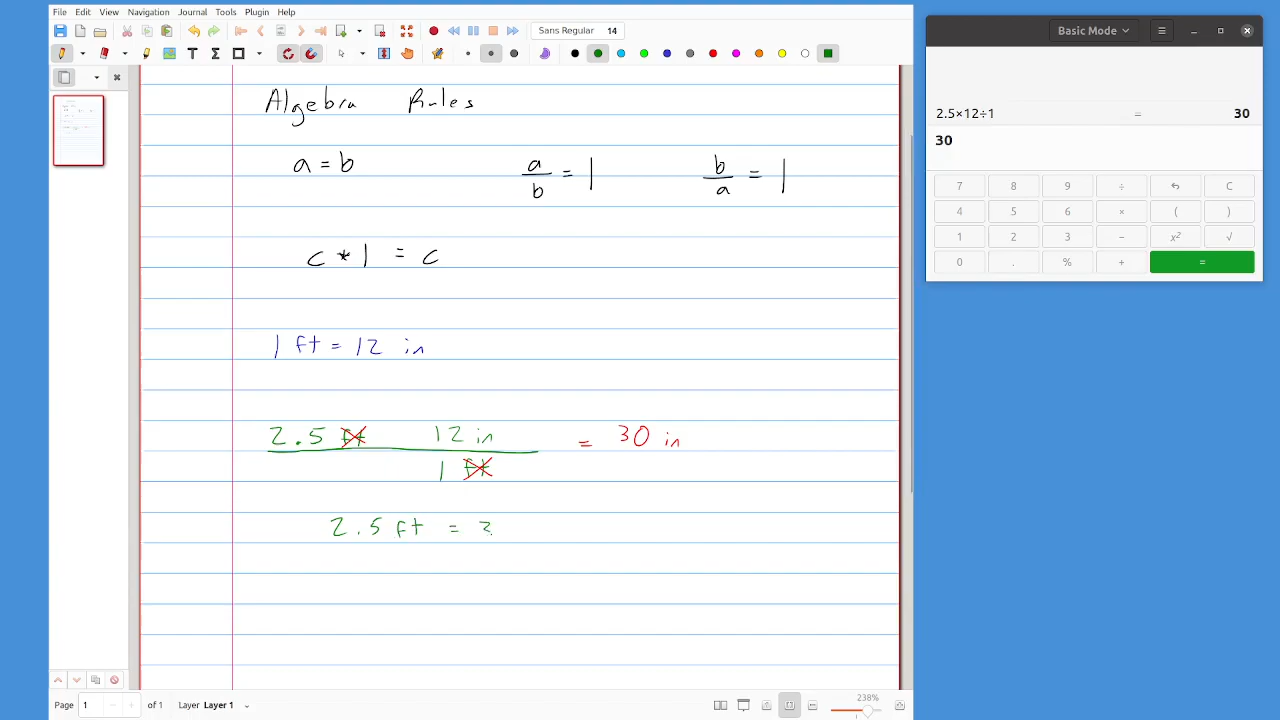 File Edit View Navigation Journal Layers Tools Plugin Help
Sans Regular 14
Algebra Rules
a = b
a/b = 1
b/a = 1
c * 1 = c
1 ft = 12 in
2.5 ft 12 in = 30 in
1 ft
2.5 ft =
Page 1 of 1 Layer Layer 1
238%
Basic Mode
2.5×12÷1 = 30
30
7 8 9 ÷ C
4 5 6 × ( )
1 2 3 − x² √
0 . % + =